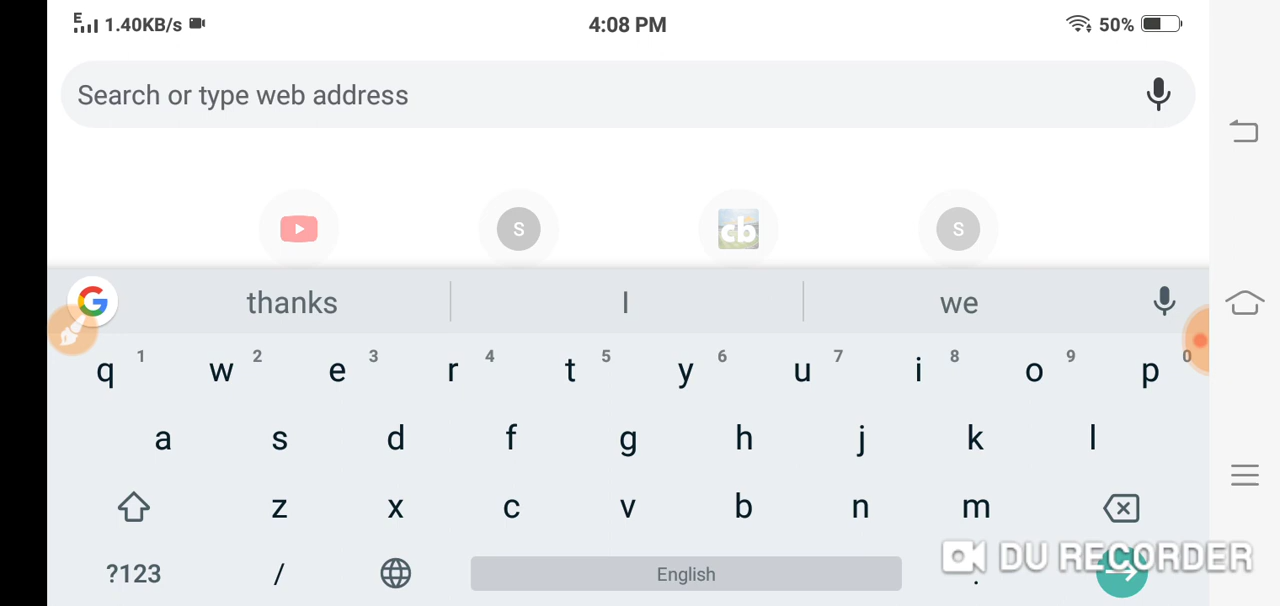 E 1.40KB/s 4:08 PM 50%
Search or type web address
S cb S
G thanks I we
q 1 w 2 e 3 r 4 t 5 y 6 u 7 i 8 o 9 p 0
a s d f g h j k l
z x c v b n m
DU RECORDER
?123 / English .